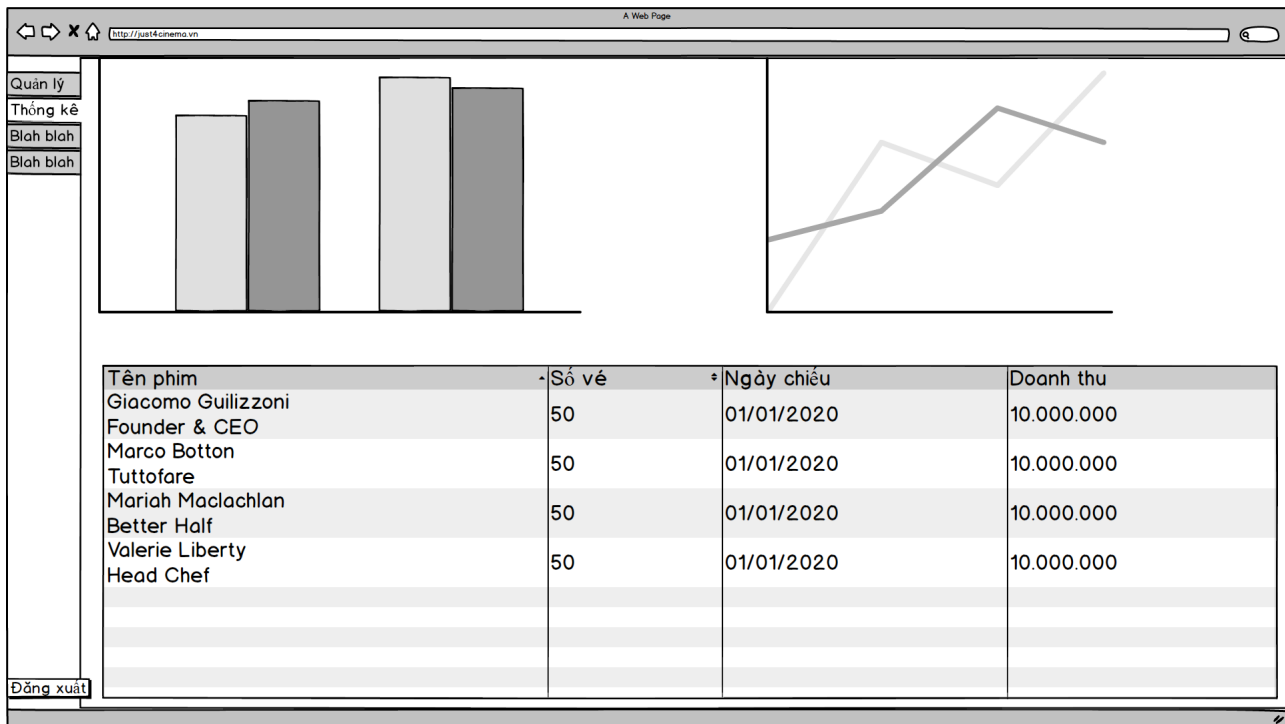 A Web Page
http://just4cinema.vn
Quản lý
Thống kê
Blah blah
Blah blah
Tên phim
Số vé
Ngày chiếu
Doanh thu
Giacomo Guilizzoni
Founder & CEO
50
01/01/2020
10.000.000
Marco Botton
Tuttofare
50
01/01/2020
10.000.000
Mariah Maclachlan
Better Half
50
01/01/2020
10.000.000
Valerie Liberty
Head Chef
50
01/01/2020
10.000.000
Đăng xuất